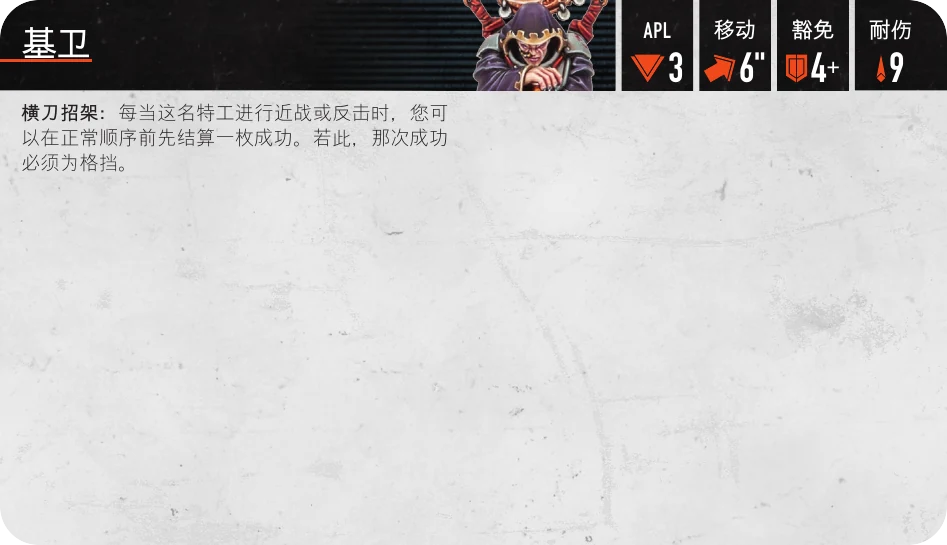 基卫
APL 移动 豁免 耐伤
3 6" 4+ 9
横刀招架：每当这名特工进行近战或反击时，您可
以在正常顺序前先结算一枚成功。若此，那次成功
必须为格挡。